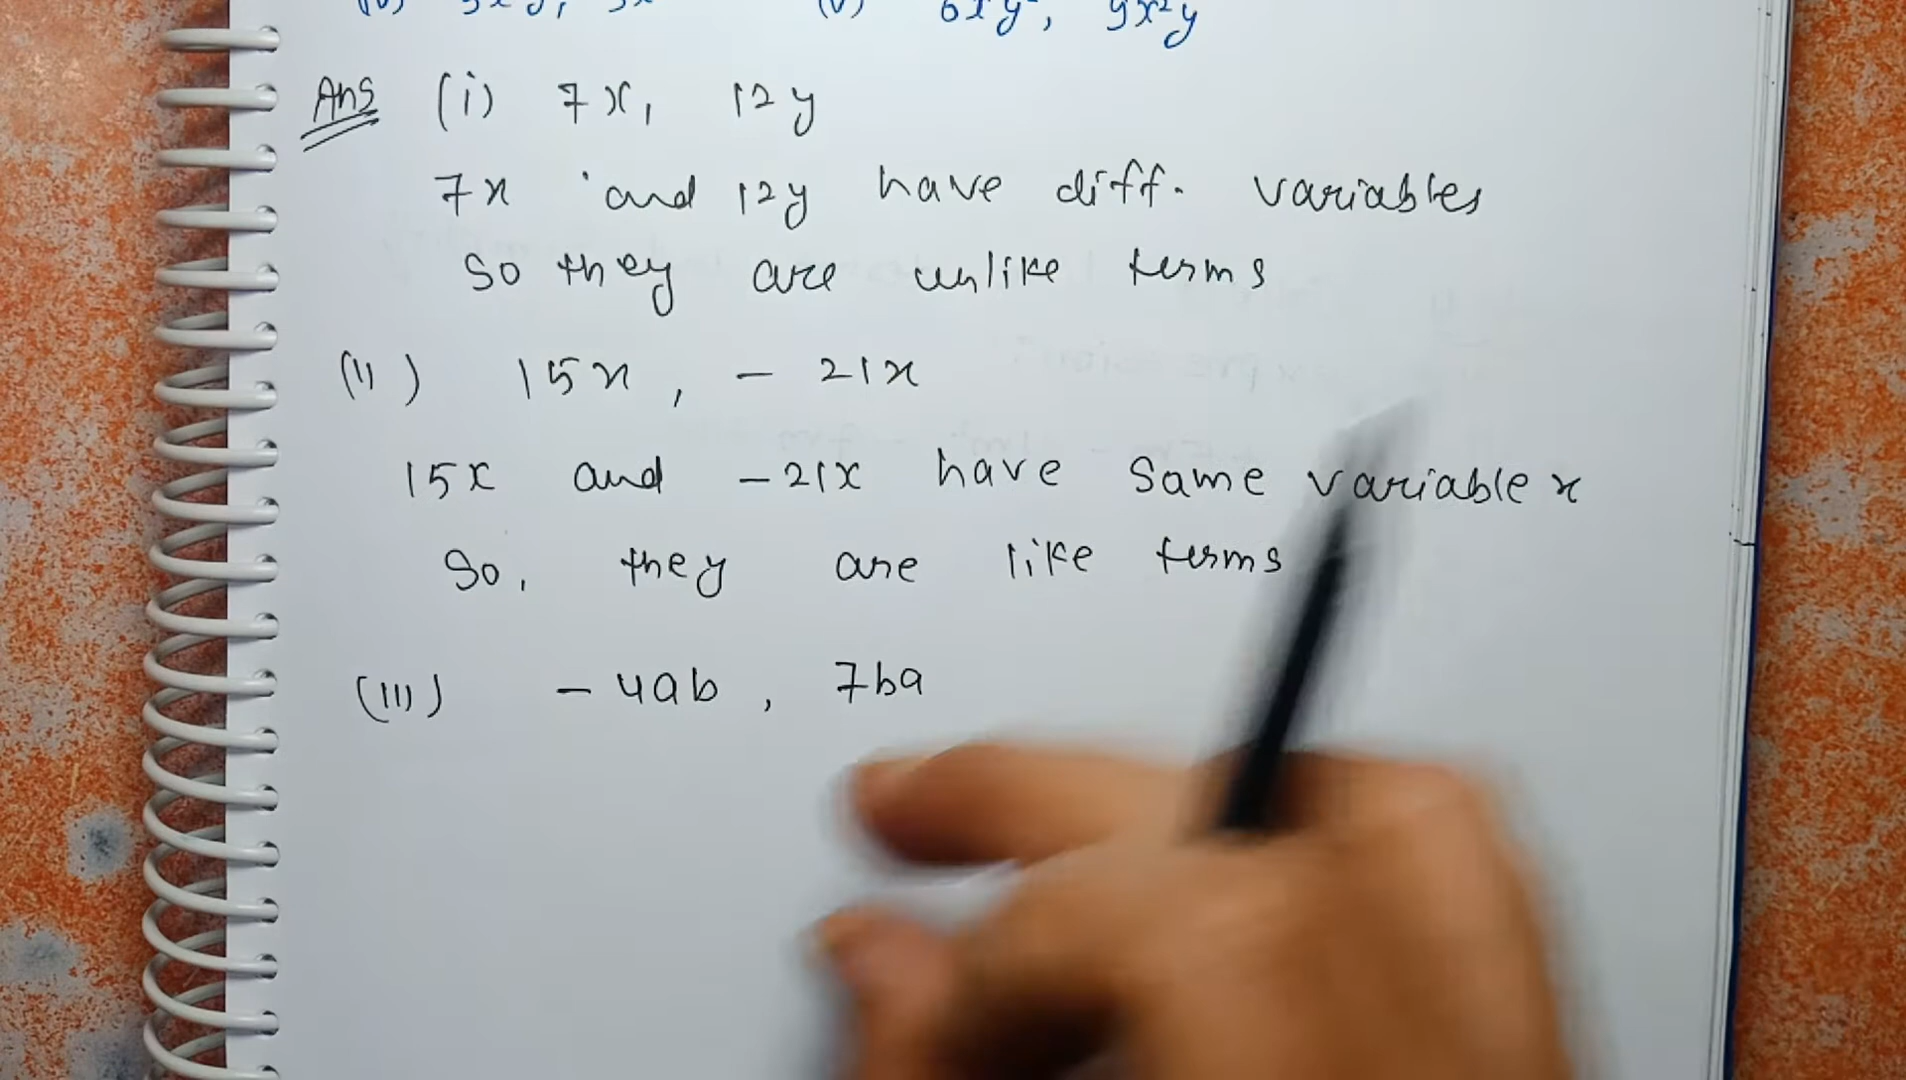 Ans (i) 7x, 12y
7x and 12y have diff. variables
So they are unlike terms
(ii) 15x, - 21x
15x and -21x have same variable x
So, they are like terms
(iii) - 4ab, 7ba